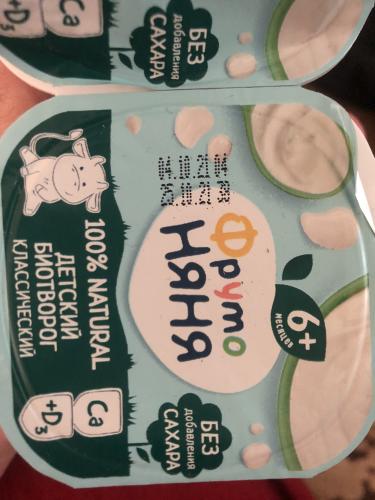 БЕЗ
добавления
САХАРА
Ca
+D3
100% NATURAL
ДЕТСКИЙ
БИОТВОРОГ
КЛАССИЧЕСКИЙ
Фруто
НЯНЯ
6+
МЕСЯЦЕВ
БЕЗ
добавления
САХАРА
Ca
+D3